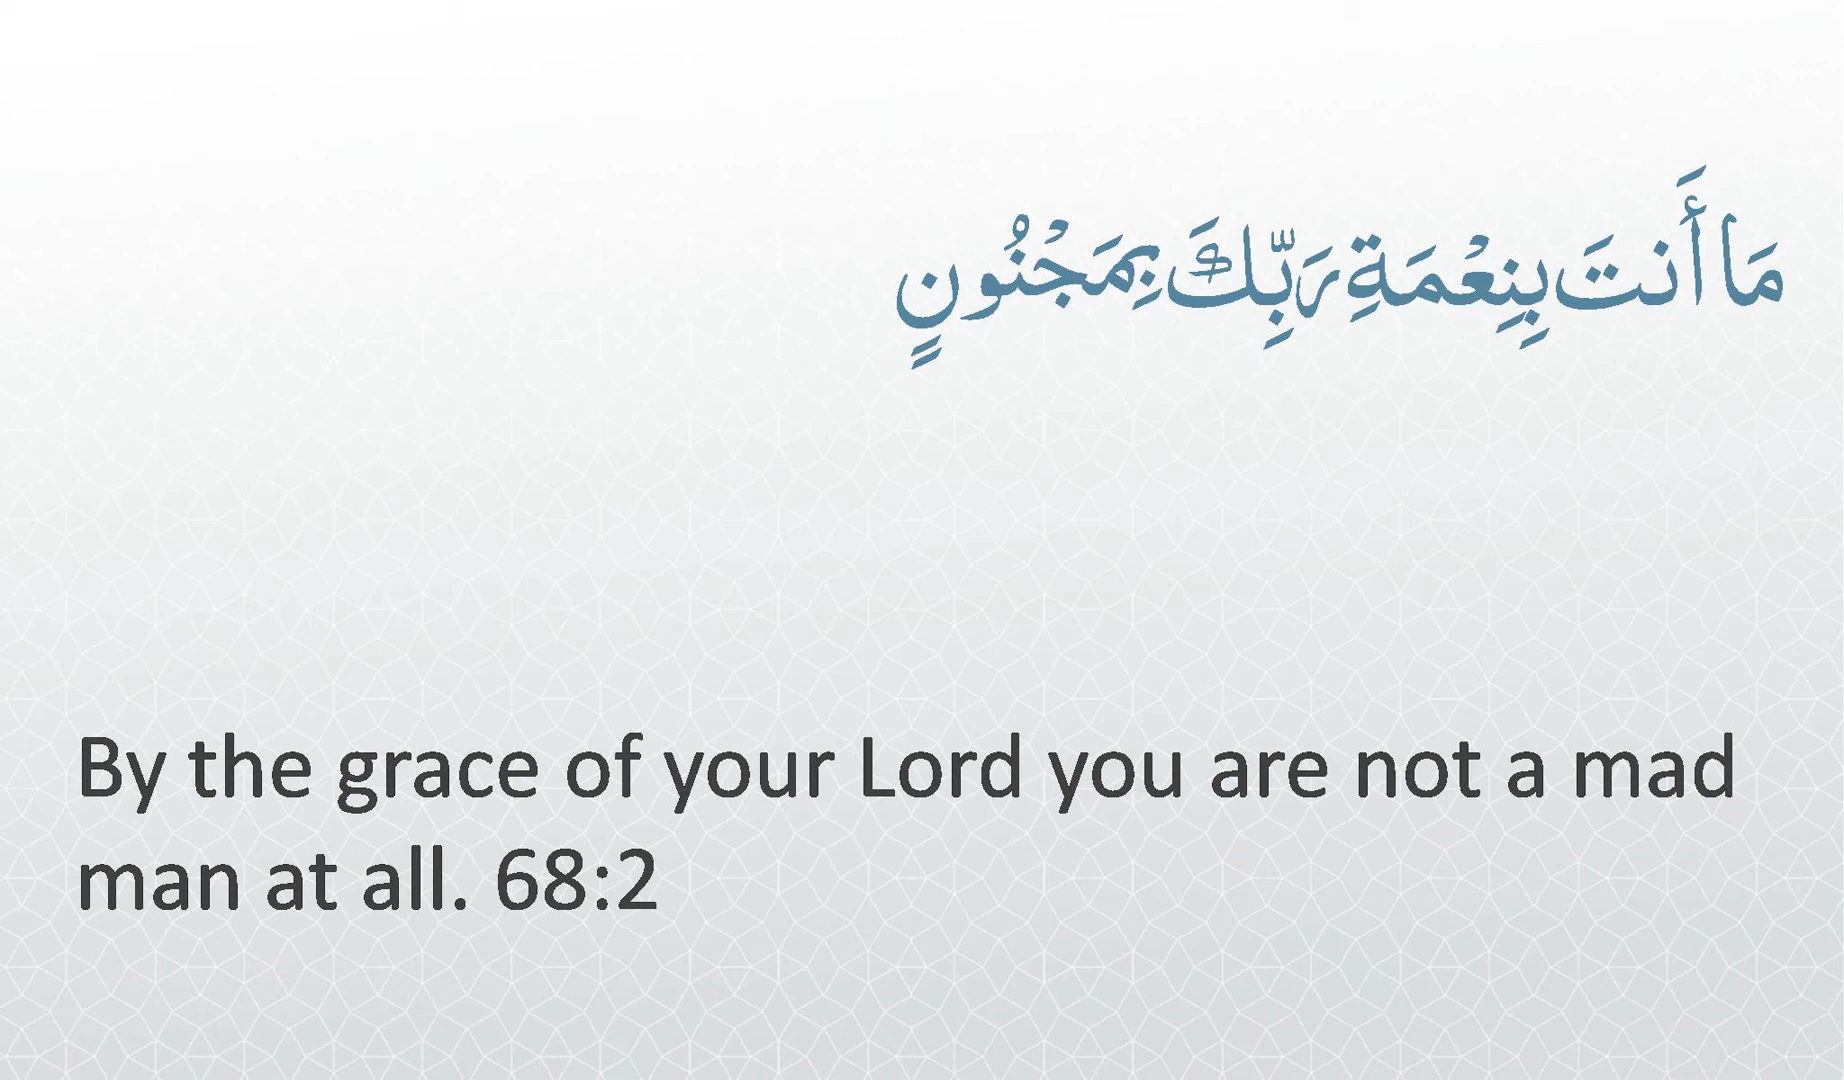 مَا أَنتَ بِنِعْمَةِ رَبِّكَ بِمَجْنُونٍ
By the grace of your Lord you are not a mad
man at all. 68:2